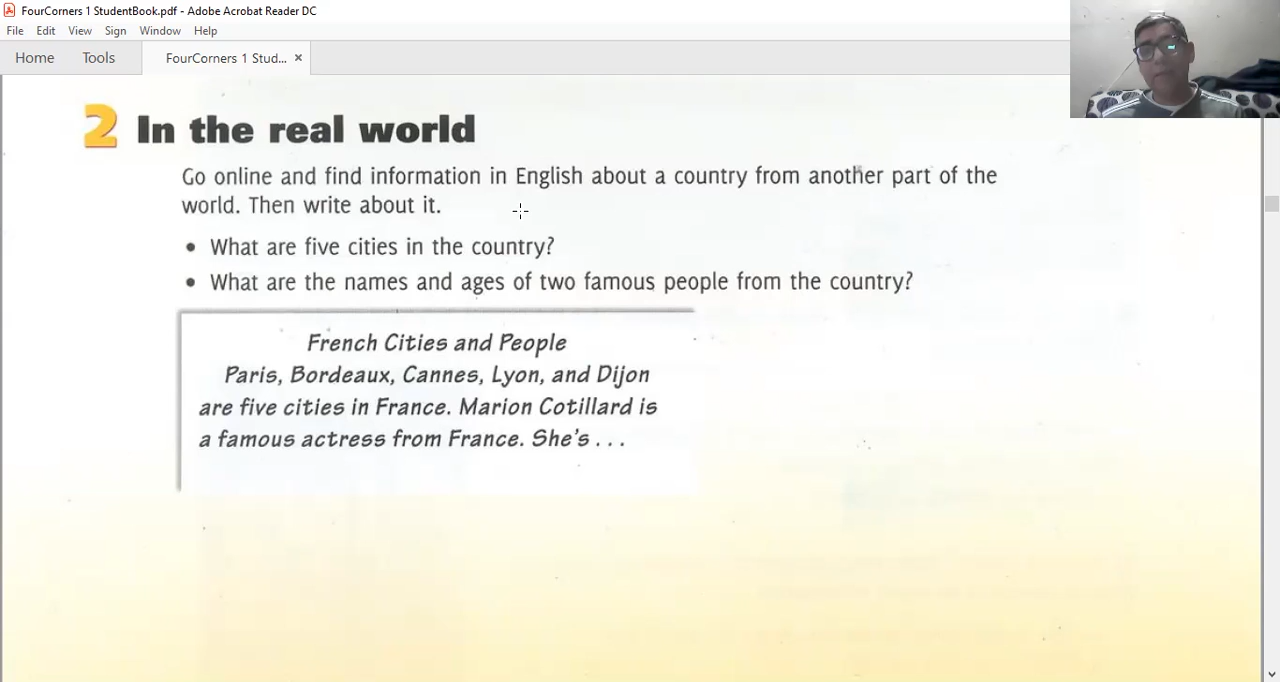 FourCorners 1 StudentBook.pdf - Adobe Acrobat Reader DC
File Edit View Sign Window Help
Home Tools FourCorners 1 Stud... ×
2 In the real world
Go online and find information in English about a country from another part of the
world. Then write about it.
• What are five cities in the country?
• What are the names and ages of two famous people from the country?
French Cities and People
Paris, Bordeaux, Cannes, Lyon, and Dijon
are five cities in France. Marion Cotillard is
a famous actress from France. She's . . .